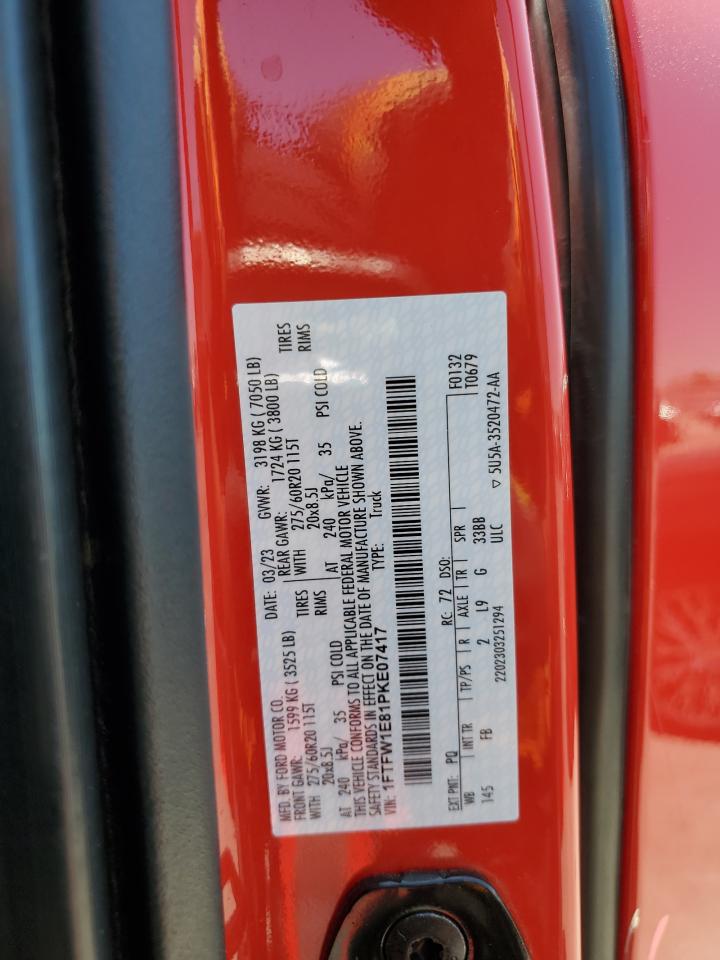 MFD. BY FORD MOTOR CO. DATE: 03/23 GVWR: 3198 KG ( 7050 LB)
FRONT GAWR: 1599 KG ( 3525 LB) REAR GAWR: 1724 KG ( 3800 LB)
WITH 275/60R20 115T TIRES WITH 275/60R20 115T TIRES
20x8.5J RIMS 20x8.5J RIMS
AT 240 kPa/ 35 PSI COLD AT 240 kPa/ 35 PSI COLD
THIS VEHICLE CONFORMS TO ALL APPLICABLE FEDERAL MOTOR VEHICLE
SAFETY STANDARDS IN EFFECT ON THE DATE OF MANUFACTURE SHOWN ABOVE.
VIN: 1FTFW1E81PKE07417 TYPE: Truck
EXT PNT: PQ RC: 72 DSO: F0132
WB INT TR TP/PS R AXLE TR SPR T0679
145 FB 2 L9 G 33BB
ULC 5U5A-3520472-AA
2202303251294